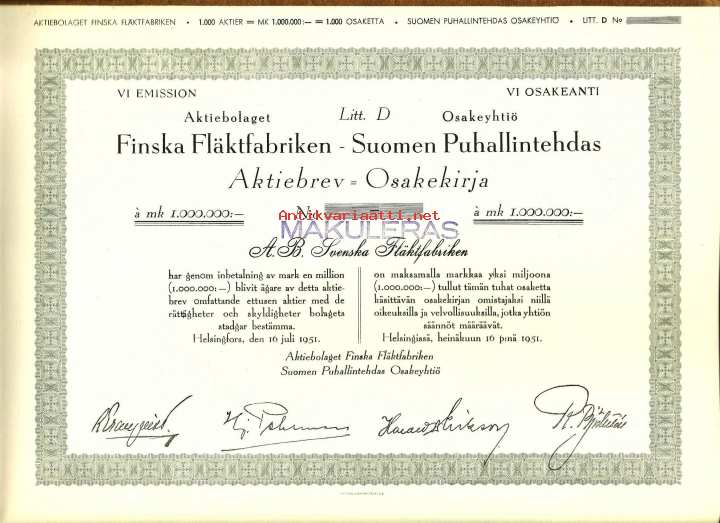 AKTIEBOLAGET FINSKA FLÄKTFABRIKEN • 1.000 AKTIER = MK 1.000.000:— = 1.000 OSAKETTA • SUOMEN PUHALLINTEHDAS OSAKEYHTIÖ • LITT. D No
VI EMISSION VI OSAKEANTI
Aktiebolaget Litt. D Osakeyhtiö
Finska Fläktfabriken - Suomen Puhallintehdas
Aktiebrev = Osakekirja
à mk 1.000.000:— No à mk 1.000.000:—
Antikvariaatti.net
MAKULERAS
A.B. Svenska Fläktfabriken
har genom inbetalning av mark en million
(1.000.000:—) blivit ägare av detta aktie-
brev omfattande ettusen aktier med de
rättigheter och skyldigheter bolagets
stadgar bestämma.
Helsingfors, den 16 juli 1951.
on maksamalla markkaa yksi miljoona
(1.000.000:—) tullut tämän tuhat osaketta
käsittävän osakekirjan omistajaksi niillä
oikeuksilla ja velvollisuuksilla, jotka yhtiön
säännöt määräävät.
Helsingissä, heinäkuun 16 p:nä 1951.
Aktiebolaget Finska Fläktfabriken
Suomen Puhallintehdas Osakeyhtiö